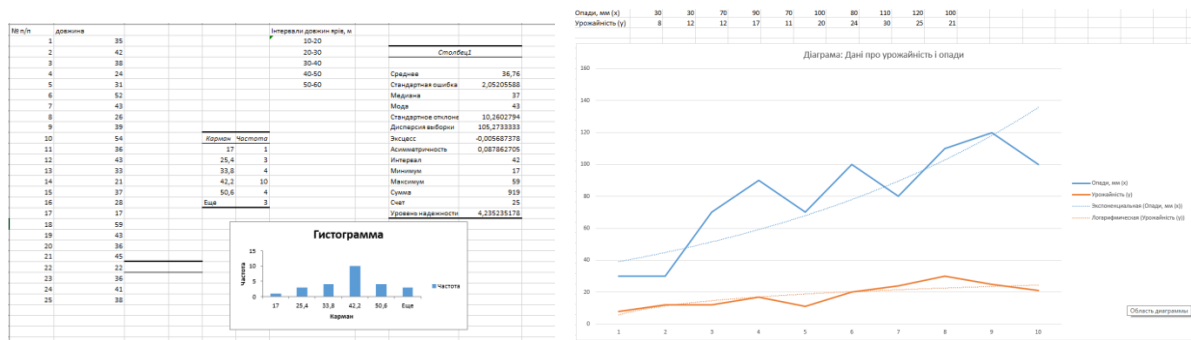 № п/п довжина Інтервали довжин ярів, м
1 35 10-20
2 42 20-30 Столбец1
3 38 30-40
4 24 40-50 Среднее 36,76
5 31 50-60 Стандартная ошибка 2,05205588
6 52 Медиана 37
7 43 Мода 43
8 26 Стандартное отклоне 10,2602794
9 39 Дисперсия выборки 105,2733333
10 54 Карман Частота Эксцесс -0,005687378
11 36 17 1 Асимметричность 0,087862705
12 43 25,4 3 Интервал 42
13 33 33,8 4 Минимум 17
14 21 42,2 10 Максимум 59
15 37 50,6 4 Сумма 919
16 28 Еще 3 Счет 25
17 17 Уровень надежности 4,235235178
18 59
19 43
20 36
21 45
22 22
23 36
24 41
25 38
Гистограмма
Частота
15
10
5
0
17 25,4 33,8 42,2 50,6 Еще
Карман
Частота
Опади, мм (х) 30 30 70 90 70 100 80 110 120 100
Урожайність (у) 8 12 12 17 11 20 24 30 25 21
Діаграма: Дані про урожайність і опади
160
140
120
100
80
60
40
20
0
1 2 3 4 5 6 7 8 9 10
Опади, мм (х)
Урожайність (у)
Экспоненциальная (Опади, мм (х))
Логарифмическая (Урожайність (у))
Область диаграммы